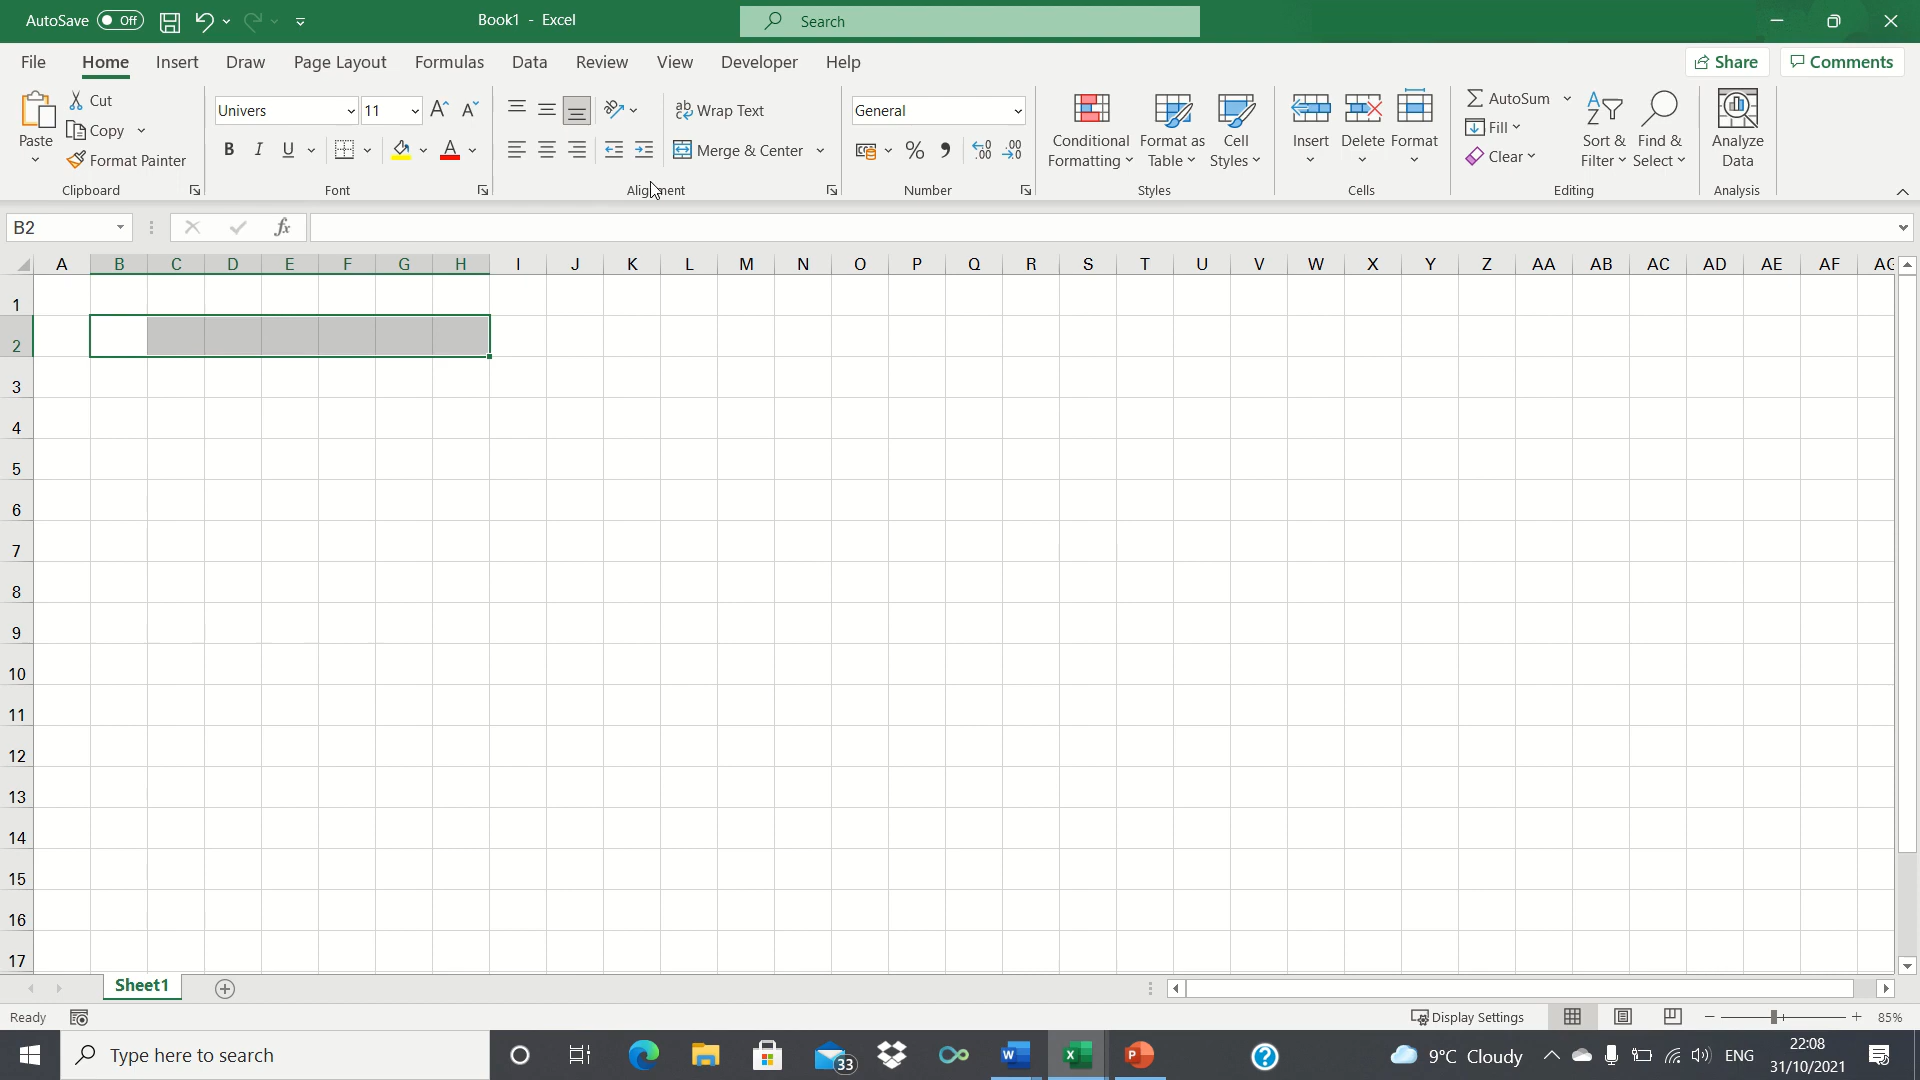 AutoSave Off Book1 - Excel Search
File Home Insert Draw Page Layout Formulas Data Review View Developer Help Share Comments
Paste Cut Copy Format Painter Clipboard
Univers 11 B I U A Font
ab Wrap Text Merge & Center Alignment
General % 9 .00 .00 Number
Conditional Formatting Format as Table Cell Styles Styles
Insert Delete Format Cells
AutoSum Fill Clear Sort & Filter Find & Select Editing
Analyze Data Analysis
B2 fx
A B C D E F G H I J K L M N O P Q R S T U V W X Y Z AA AB AC AD AE AF AG
1
2
3
4
5
6
7
8
9
10
11
12
13
14
15
16
17
Sheet1
Ready Display Settings 85%
Type here to search 33 W X P ? 9°C Cloudy ENG 22:08
31/10/2021